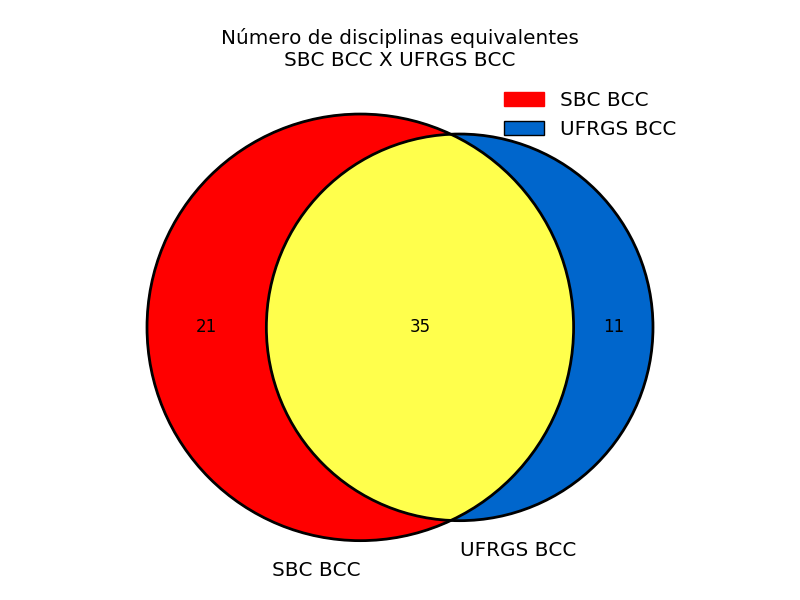 Número de disciplinas equivalentes
SBC BCC X UFRGS BCC
SBC BCC
UFRGS BCC
21
35
11
UFRGS BCC
SBC BCC